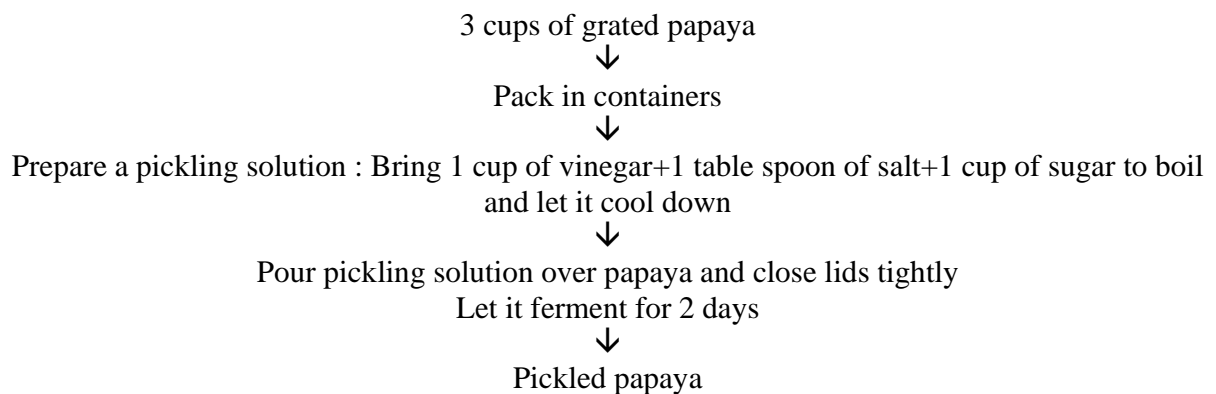 3 cups of grated papaya
↓
Pack in containers
↓
Prepare a pickling solution : Bring 1 cup of vinegar+1 table spoon of salt+1 cup of sugar to boil
and let it cool down
↓
Pour pickling solution over papaya and close lids tightly
Let it ferment for 2 days
↓
Pickled papaya